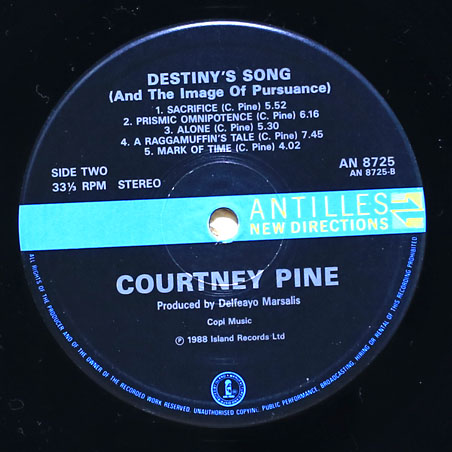 DESTINY'S SONG
(And The Image Of Pursuance)
1. SACRIFICE (C. Pine) 5.52
2. PRISMIC OMNIPOTENCE (C. Pine) 6.16
3. ALONE (C. Pine) 5.30
4. A RAGGAMUFFIN'S TALE (C. Pine) 7.45
5. MARK OF TIME (C. Pine) 4.02
SIDE TWO
33⅓ RPM STEREO
AN 8725
AN 8725-B
ANTILLES
NEW DIRECTIONS
COURTNEY PINE
Produced by Delfeayo Marsalis
Copi Music
℗ 1988 Island Records Ltd
ALL RIGHTS OF THE PRODUCER AND OF THE OWNER OF THE RECORDED WORK RESERVED. UNAUTHORISED COPYING, PUBLIC PERFORMANCE, BROADCASTING, HIRING OR RENTAL OF THIS RECORDING PROHIBITED